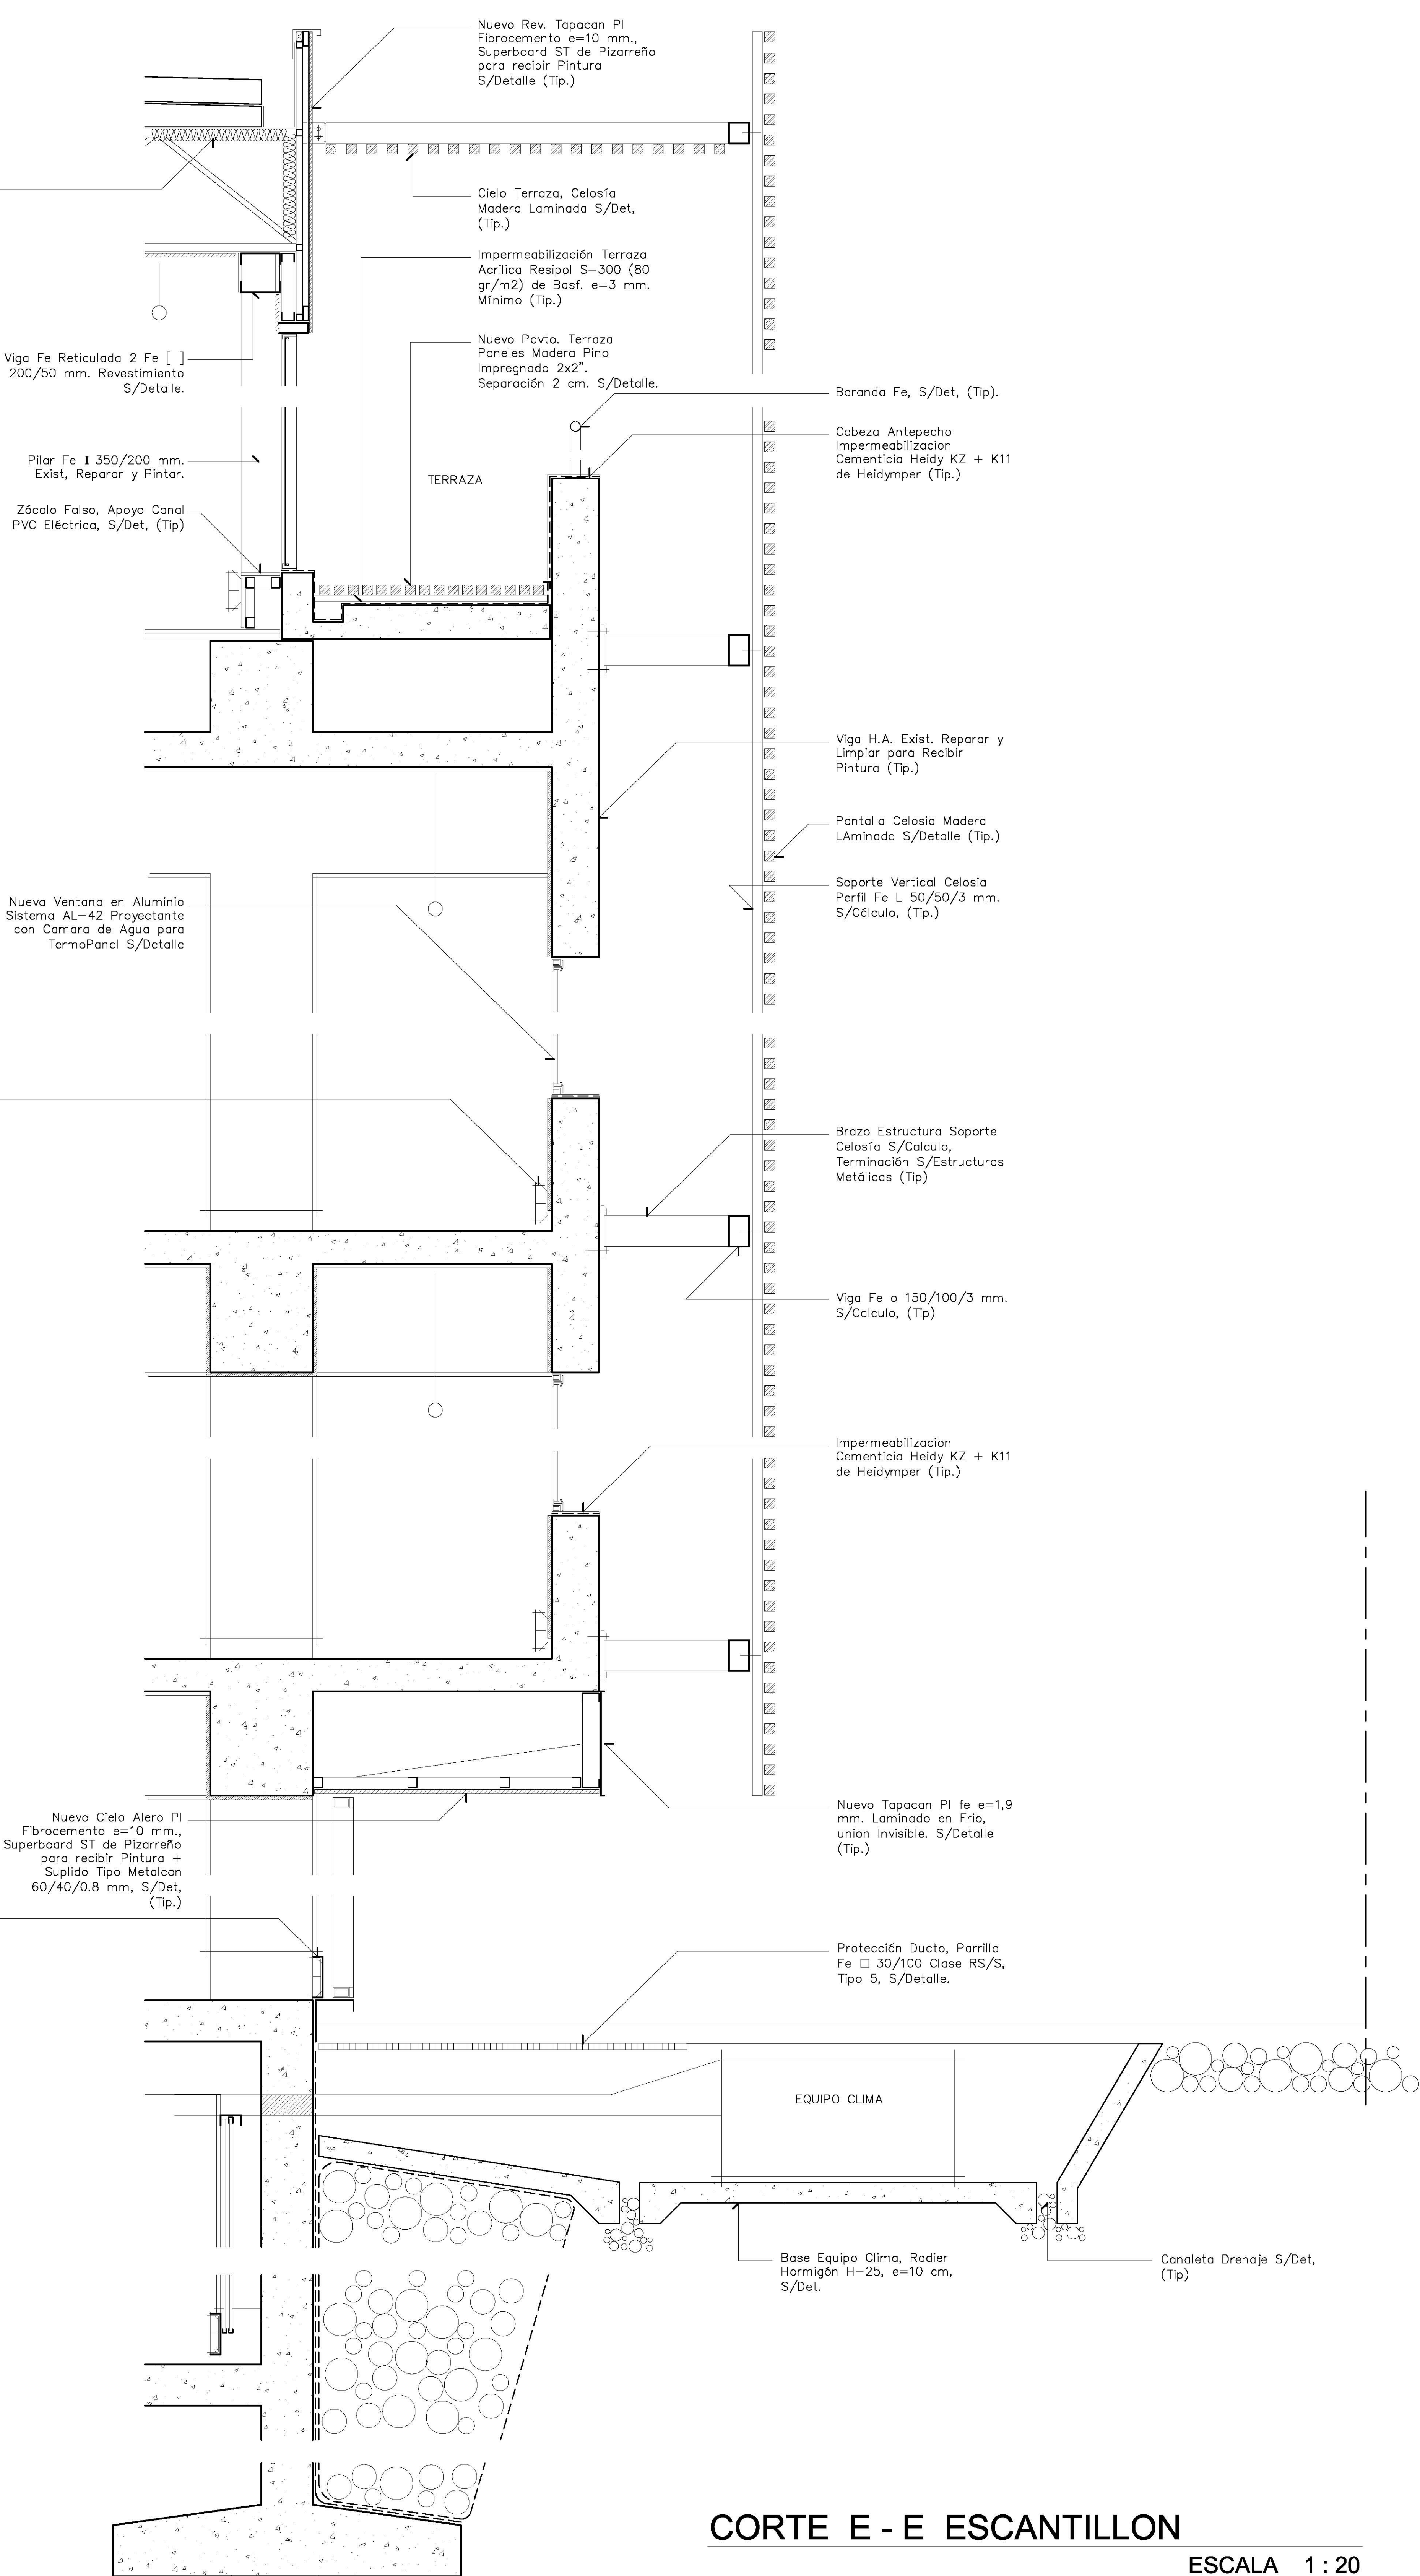 Nuevo Rev. Tapacan Pl
Fibrocemento e=10 mm.,
Superboard ST de Pizarreño
para recibir Pintura
S/Detalle (Tip.)
Cielo Terraza, Celosía
Madera Laminada S/Det,
(Tip.)
Impermeabilización Terraza
Acrilica Resipol S-300 (80
gr/m2) de Basf. e=3 mm.
Mínimo (Tip.)
Nuevo Pavto. Terraza
Paneles Madera Pino
Impregnado 2x2”.
Separación 2 cm. S/Detalle.
Viga Fe Reticulada 2 Fe [ ]
200/50 mm. Revestimiento
S/Detalle.
Baranda Fe, S/Det, (Tip).
Cabeza Antepecho
Impermeabilizacion
Cementicia Heidy KZ + K11
de Heidymper (Tip.)
Pilar Fe I 350/200 mm.
Exist, Reparar y Pintar.
TERRAZA
Zócalo Falso, Apoyo Canal
PVC Eléctrica, S/Det, (Tip)
Viga H.A. Exist. Reparar y
Limpiar para Recibir
Pintura (Tip.)
Pantalla Celosia Madera
LAminada S/Detalle (Tip.)
Soporte Vertical Celosia
Perfil Fe L 50/50/3 mm.
S/Cálculo, (Tip.)
Nueva Ventana en Aluminio
Sistema AL-42 Proyectante
con Camara de Agua para
TermoPanel S/Detalle
Brazo Estructura Soporte
Celosía S/Calculo,
Terminación S/Estructuras
Metálicas (Tip)
Viga Fe o 150/100/3 mm.
S/Calculo, (Tip)
Impermeabilizacion
Cementicia Heidy KZ + K11
de Heidymper (Tip.)
Nuevo Tapacan Pl fe e=1,9
mm. Laminado en Frio,
union Invisible. S/Detalle
(Tip.)
Nuevo Cielo Alero Pl
Fibrocemento e=10 mm.,
Superboard ST de Pizarreño
para recibir Pintura +
Suplido Tipo Metalcon
60/40/0.8 mm, S/Det,
(Tip.)
Protección Ducto, Parrilla
Fe □ 30/100 Clase RS/S,
Tipo 5, S/Detalle.
EQUIPO CLIMA
Base Equipo Clima, Radier
Hormigón H-25, e=10 cm,
S/Det.
Canaleta Drenaje S/Det,
(Tip)
CORTE E - E ESCANTILLON
ESCALA 1 : 20